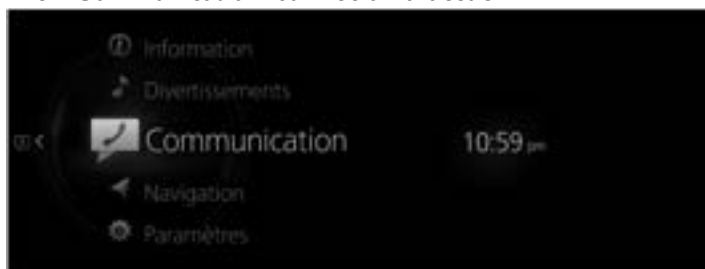 Information
Divertissements
Communication
10:59 pm
Navigation
Paramètres